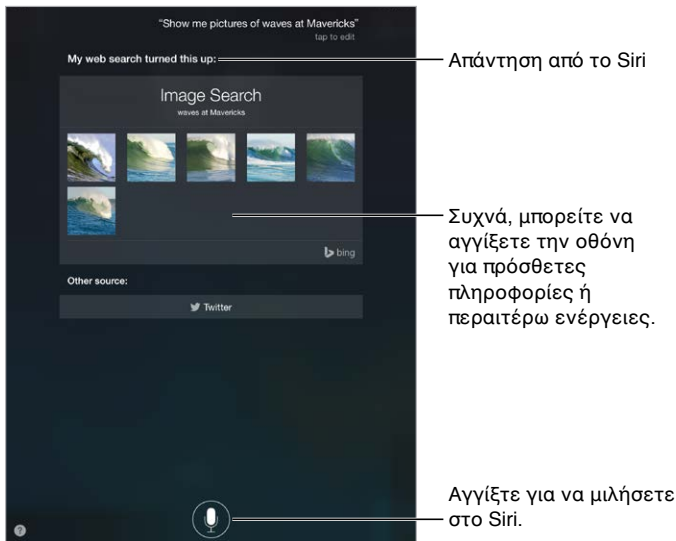 “Show me pictures of waves at Mavericks”
tap to edit
My web search turned this up:
Απάντηση από το Siri
Image Search
waves at Mavericks
Συχνά, μπορείτε να
αγγίξετε την οθόνη
για πρόσθετες
πληροφορίες ή
περαιτέρω ενέργειες.
bing
Other source:
Twitter
Αγγίξτε για να μιλήσετε
στο Siri.
?